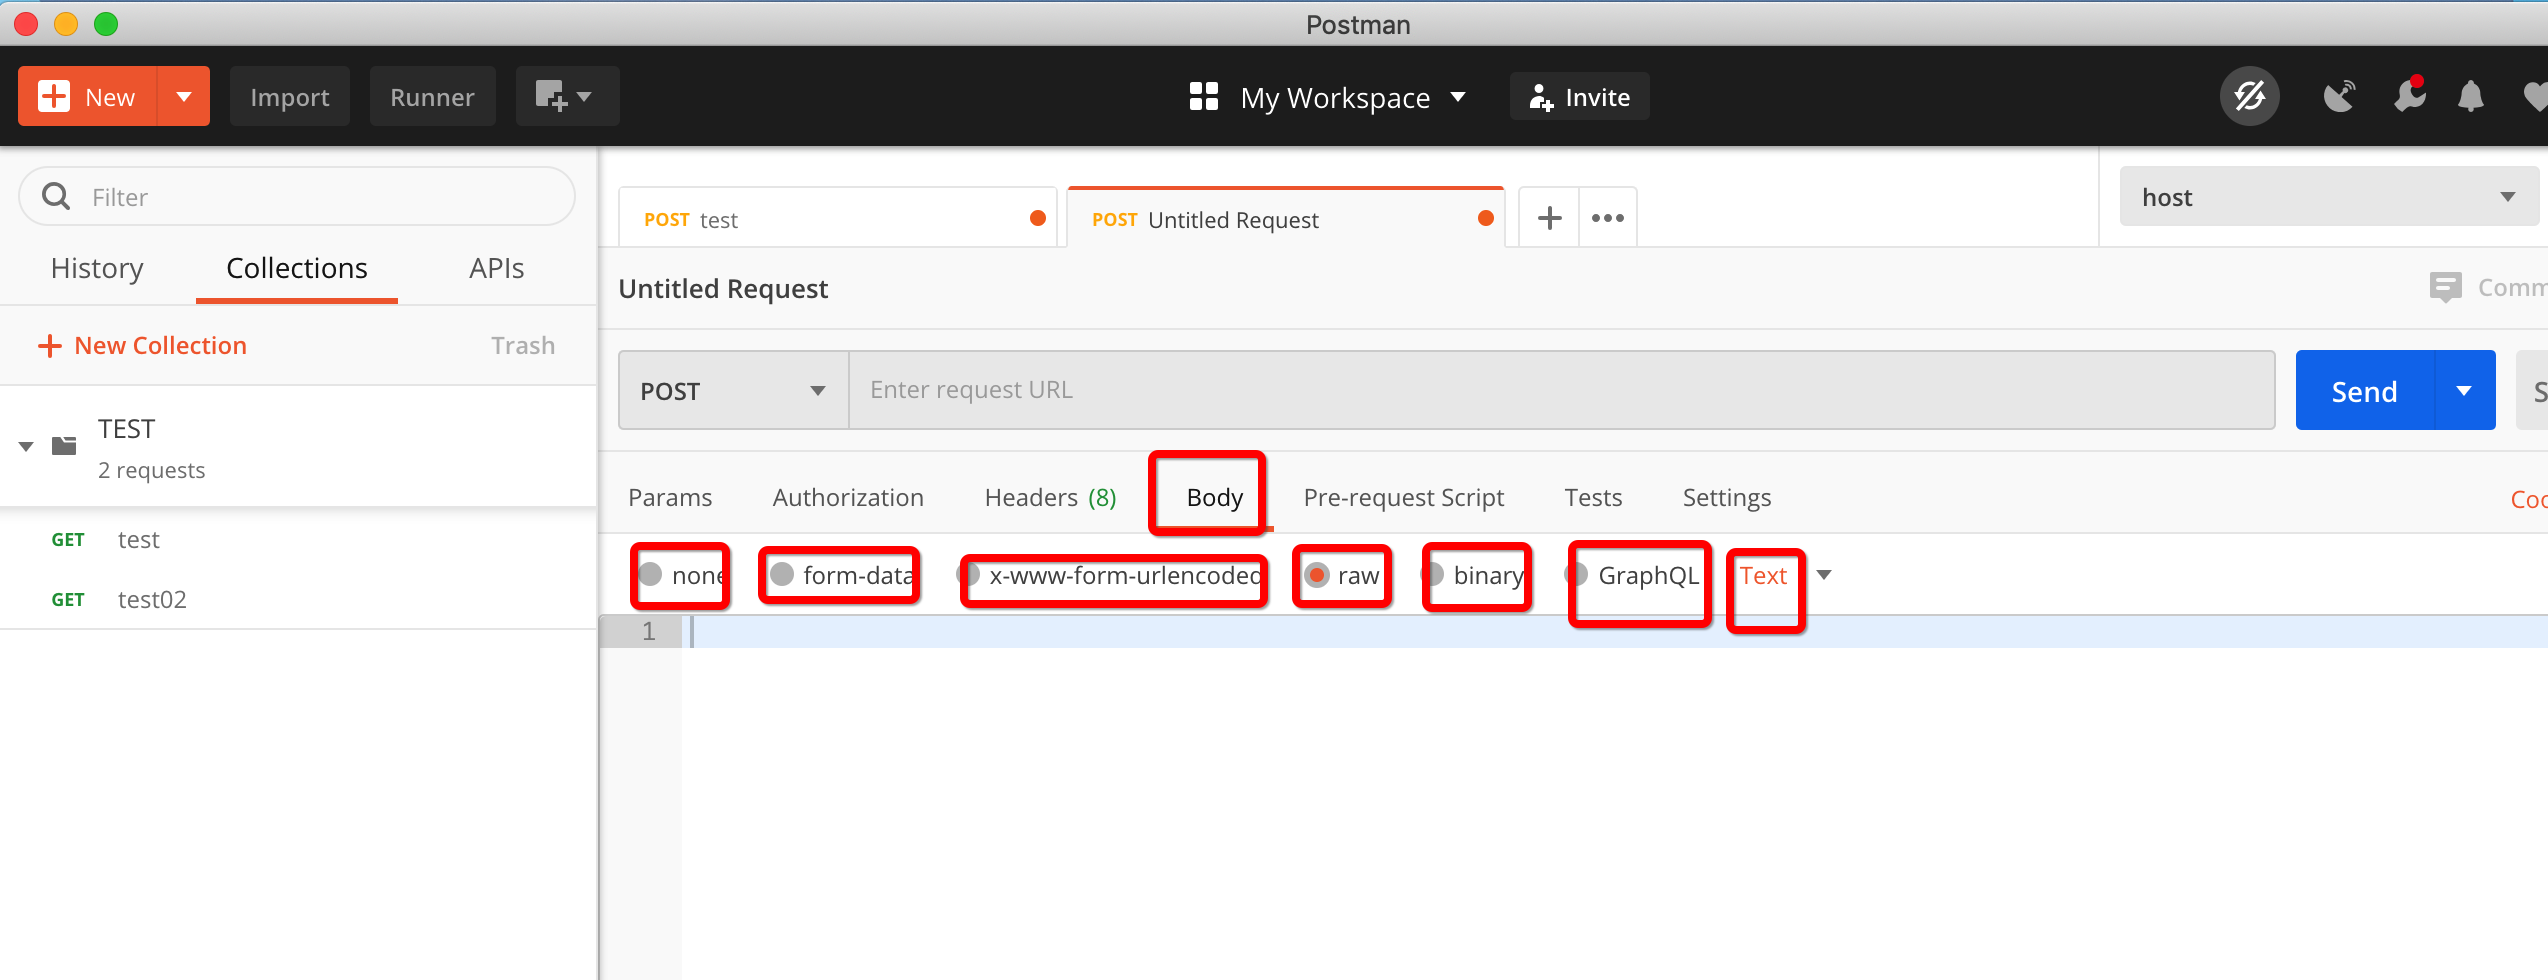 Postman
New Import Runner My Workspace Invite
Filter
History Collections APIs
New Collection Trash
TEST
2 requests
GET test
GET test02
POST test POST Untitled Request host
Untitled Request Comm
POST Enter request URL Send S
Params Authorization Headers (8) Body Pre-request Script Tests Settings Coo
none form-data x-www-form-urlencoded raw binary GraphQL Text
1